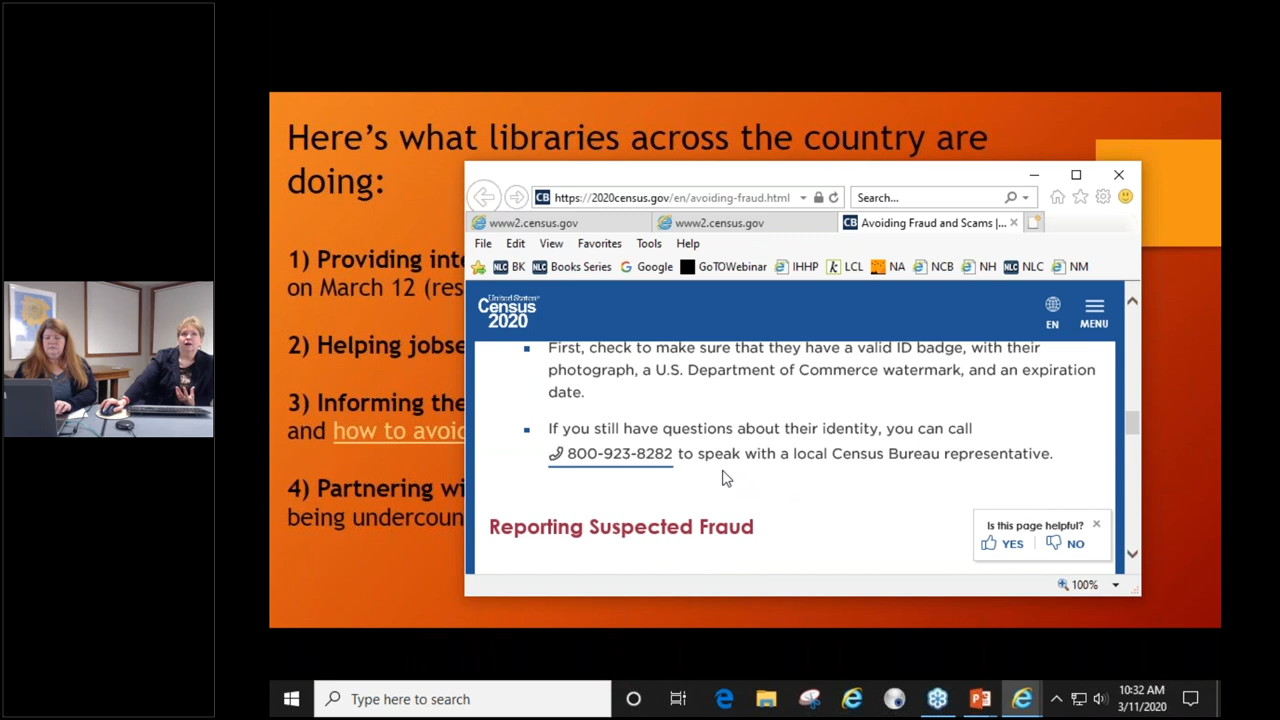 Here's what libraries across the country are
doing:
1) Providing inte
on March 12 (res
2) Helping jobse
3) Informing the
and how to avoid
4) Partnering wi
being undercoun
https://2020census.gov/en/avoiding-fraud.html
Search...
www2.census.gov
www2.census.gov
CB Avoiding Fraud and Scams |...
File Edit View Favorites Tools Help
NLC BK NLC Books Series Google GoTOWebinar IHHP LCL NA NCB NH NLC NLC NM
United States®
Census
2020
EN
MENU
First, check to make sure that they have a valid ID badge, with their
photograph, a U.S. Department of Commerce watermark, and an expiration
date.
If you still have questions about their identity, you can call
800-923-8282 to speak with a local Census Bureau representative.
Reporting Suspected Fraud
Is this page helpful?
YES NO
100%
Type here to search
10:32 AM
3/11/2020